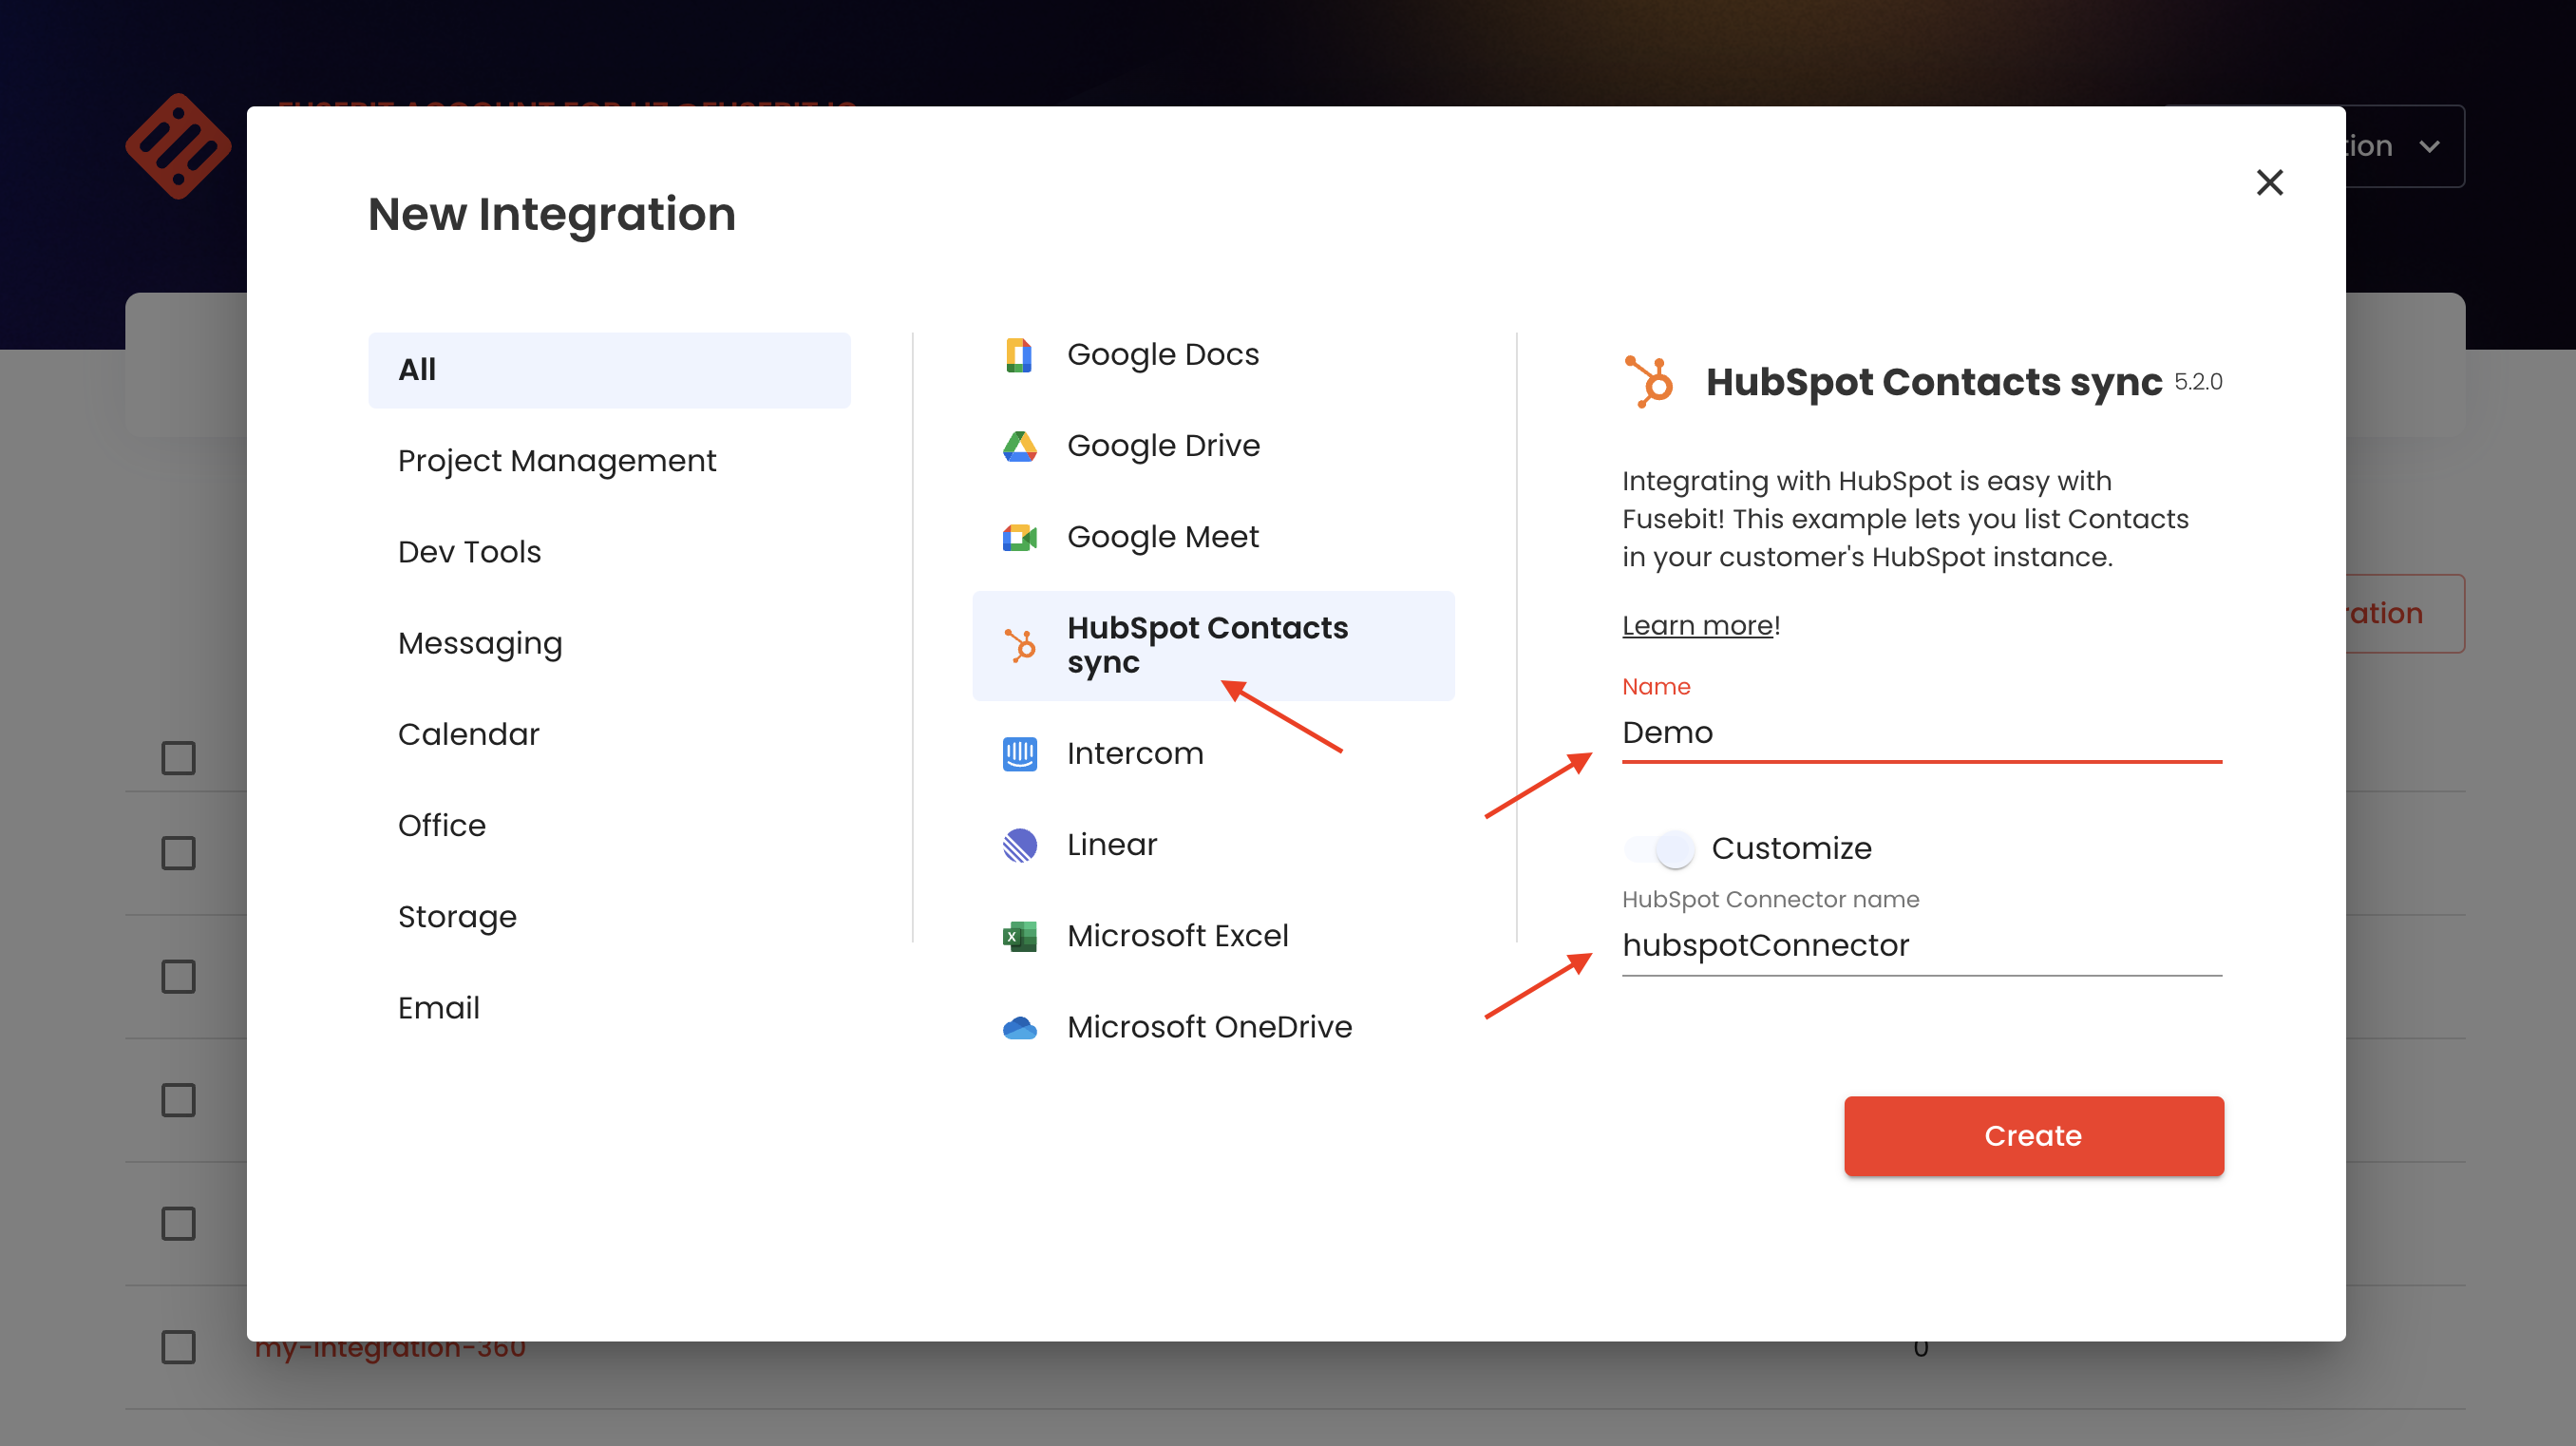 tion
New Integration
All
Project Management
Dev Tools
Messaging
Calendar
Office
Storage
Email
Google Docs
Google Drive
Google Meet
HubSpot Contacts
sync
Intercom
Linear
Microsoft Excel
Microsoft OneDrive
HubSpot Contacts sync 5.2.0
Integrating with HubSpot is easy with
Fusebit! This example lets you list Contacts
in your customer's HubSpot instance.
Learn more!
Name
Demo
Customize
HubSpot Connector name
hubspotConnector
Create
ration
my-integration-360
0